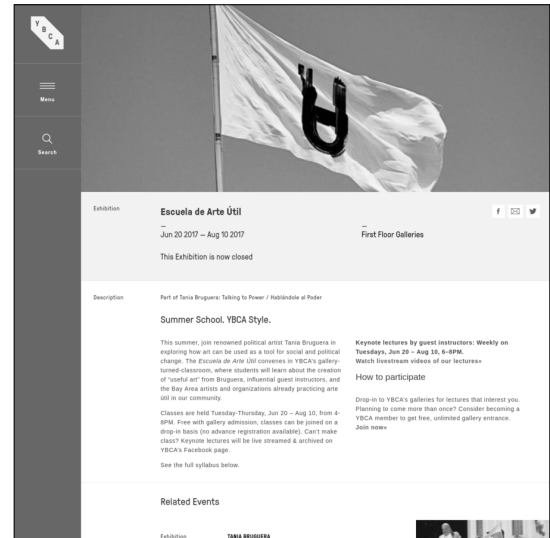 Y
B
C
A
Menu
Search
Exhibition
Escuela de Arte Útil
—
Jun 20 2017 — Aug 10 2017
—
First Floor Galleries
This Exhibition is now closed
Description
Part of Tania Bruguera: Talking to Power / Hablándole al Poder
Summer School. YBCA Style.
This summer, join renowned political artist Tania Bruguera in
exploring how art can be used as a tool for social and political
change. The Escuela de Arte Útil convenes in YBCA's gallery-
turned-classroom, where students will learn about the creation
of "useful art" from Bruguera, influential guest instructors, and
the Bay Area artists and organizations already practicing arte
útil in our community.
Classes are held Tuesday-Thursday, Jun 20 – Aug 10, from 4-
8PM. Free with gallery admission, classes can be joined on a
drop-in basis (no advance registration available). Can't make
class? Keynote lectures will be live streamed & archived on
YBCA's Facebook page.
See the full syllabus below.
Keynote lectures by guest instructors: Weekly on
Tuesdays, Jun 20 – Aug 10, 6–8PM.
Watch livestream videos of our lectures»
How to participate
Drop-in to YBCA's galleries for lectures that interest you.
Planning to come more than once? Consider becoming a
YBCA member to get free, unlimited gallery entrance.
Join now»
Related Events
Exhibition
TANIA BRUGUERA